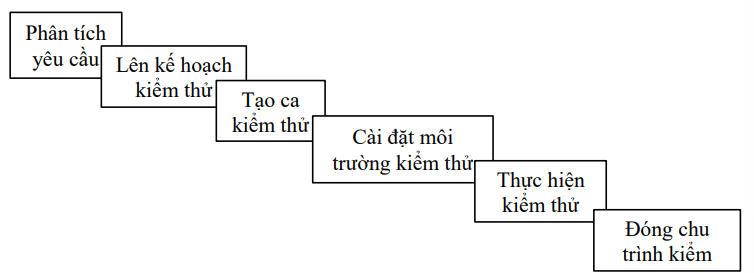 Phân tích
yêu cầu
Lên kế hoạch
kiểm thử
Tạo ca
kiểm thử
Cài đặt môi
trường kiểm thử
Thực hiện
kiểm thử
Đóng chu
trình kiểm